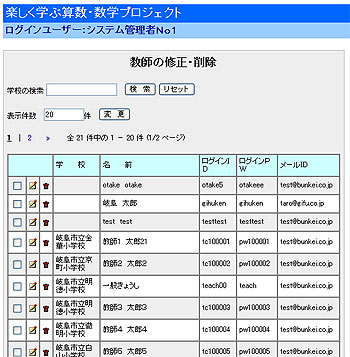 楽しく学ぶ算数・数学プロジェクト
ログインユーザー：システム管理者No1
教師の修正・削除
学校の検索 検 索 リセット
表示件数 20 件 変 更
1 | 2 » 全 21 件中の 1 - 20 件 (1/2 ページ)
学 校 名 前 ログインID ログインPW メールID
otake otake otake5 otakeee test@bunkei.co.jp
岐阜 太郎 gihuken gihuken taro@gifu.co.jp
test test testtest testtest test@bunkei.co.jp
岐阜市立金華小学校 教師1 太郎21 tc100001 pw100001 test@bunkei.co.jp
岐阜市立京町小学校 教師2 太郎2 tc100002 pw100002 test@bunkei.co.jp
岐阜市立明徳小学校 一般きょうし teach00 teach test@bunkei.co.jp
岐阜市立明徳小学校 教師3 太郎3 tc100003 pw100003 test@bunkei.co.jp
岐阜市立徹明小学校 教師4 太郎4 tc100004 pw100004 test@bunkei.co.jp
岐阜市立白山小学校 教師5 太郎5 tc100005 pw100005 test@bunkei.co.jp